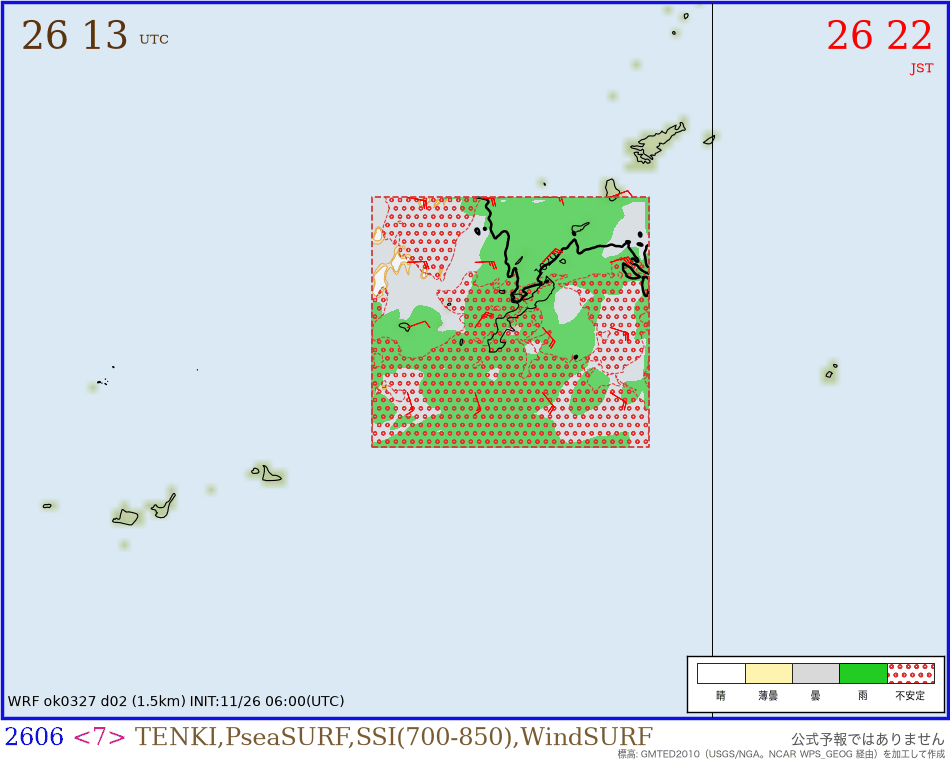 26 13 UTC
26 22
JST
晴 薄曇 曇 雨 不安定
WRF ok0327 d02 (1.5km) INIT:11/26 06:00(UTC)
2606 <7> TENKI,PseaSURF,SSI(700-850),WindSURF
公式予報ではありません
標高: GMTED2010（USGS/NGA。NCAR WPS_GEOG 経由）を加工して作成